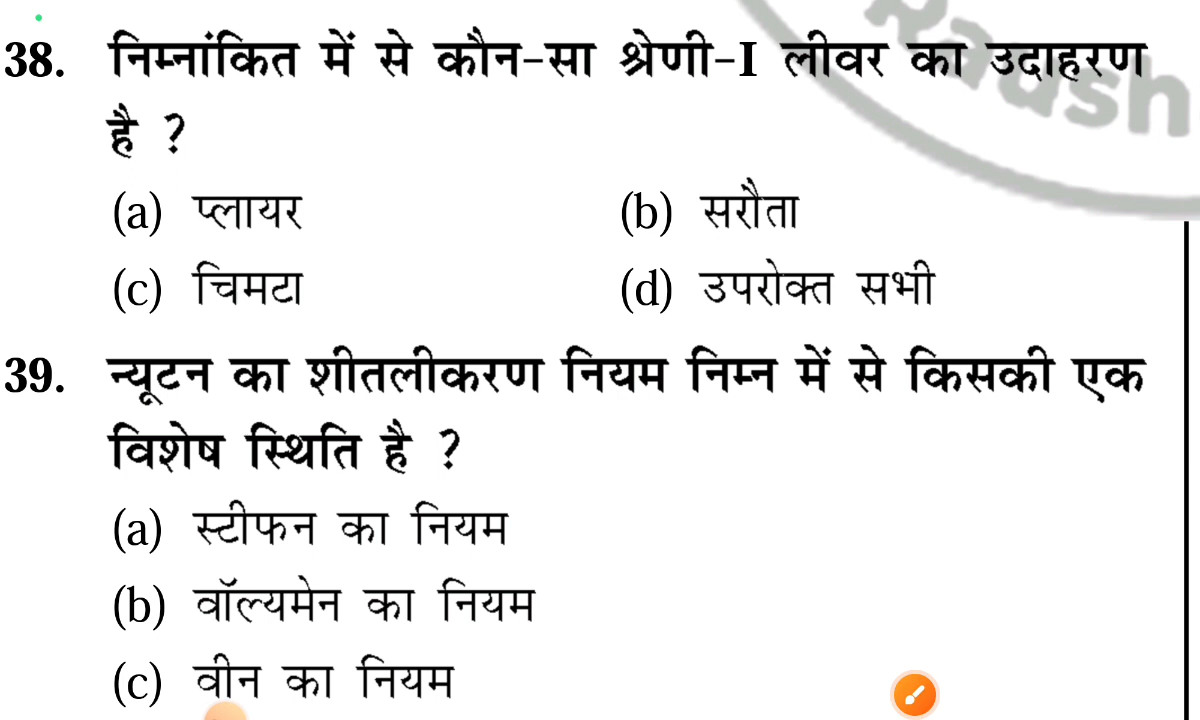 38. निम्नांकित में से कौन-सा श्रेणी-I लीवर का उदाहरण
है ?
(a) प्लायर (b) सरौता
(c) चिमटा (d) उपरोक्त सभी
39. न्यूटन का शीतलीकरण नियम निम्न में से किसकी एक
विशेष स्थिति है ?
(a) स्टीफन का नियम
(b) वॉल्यमेन का नियम
(c) वीन का नियम